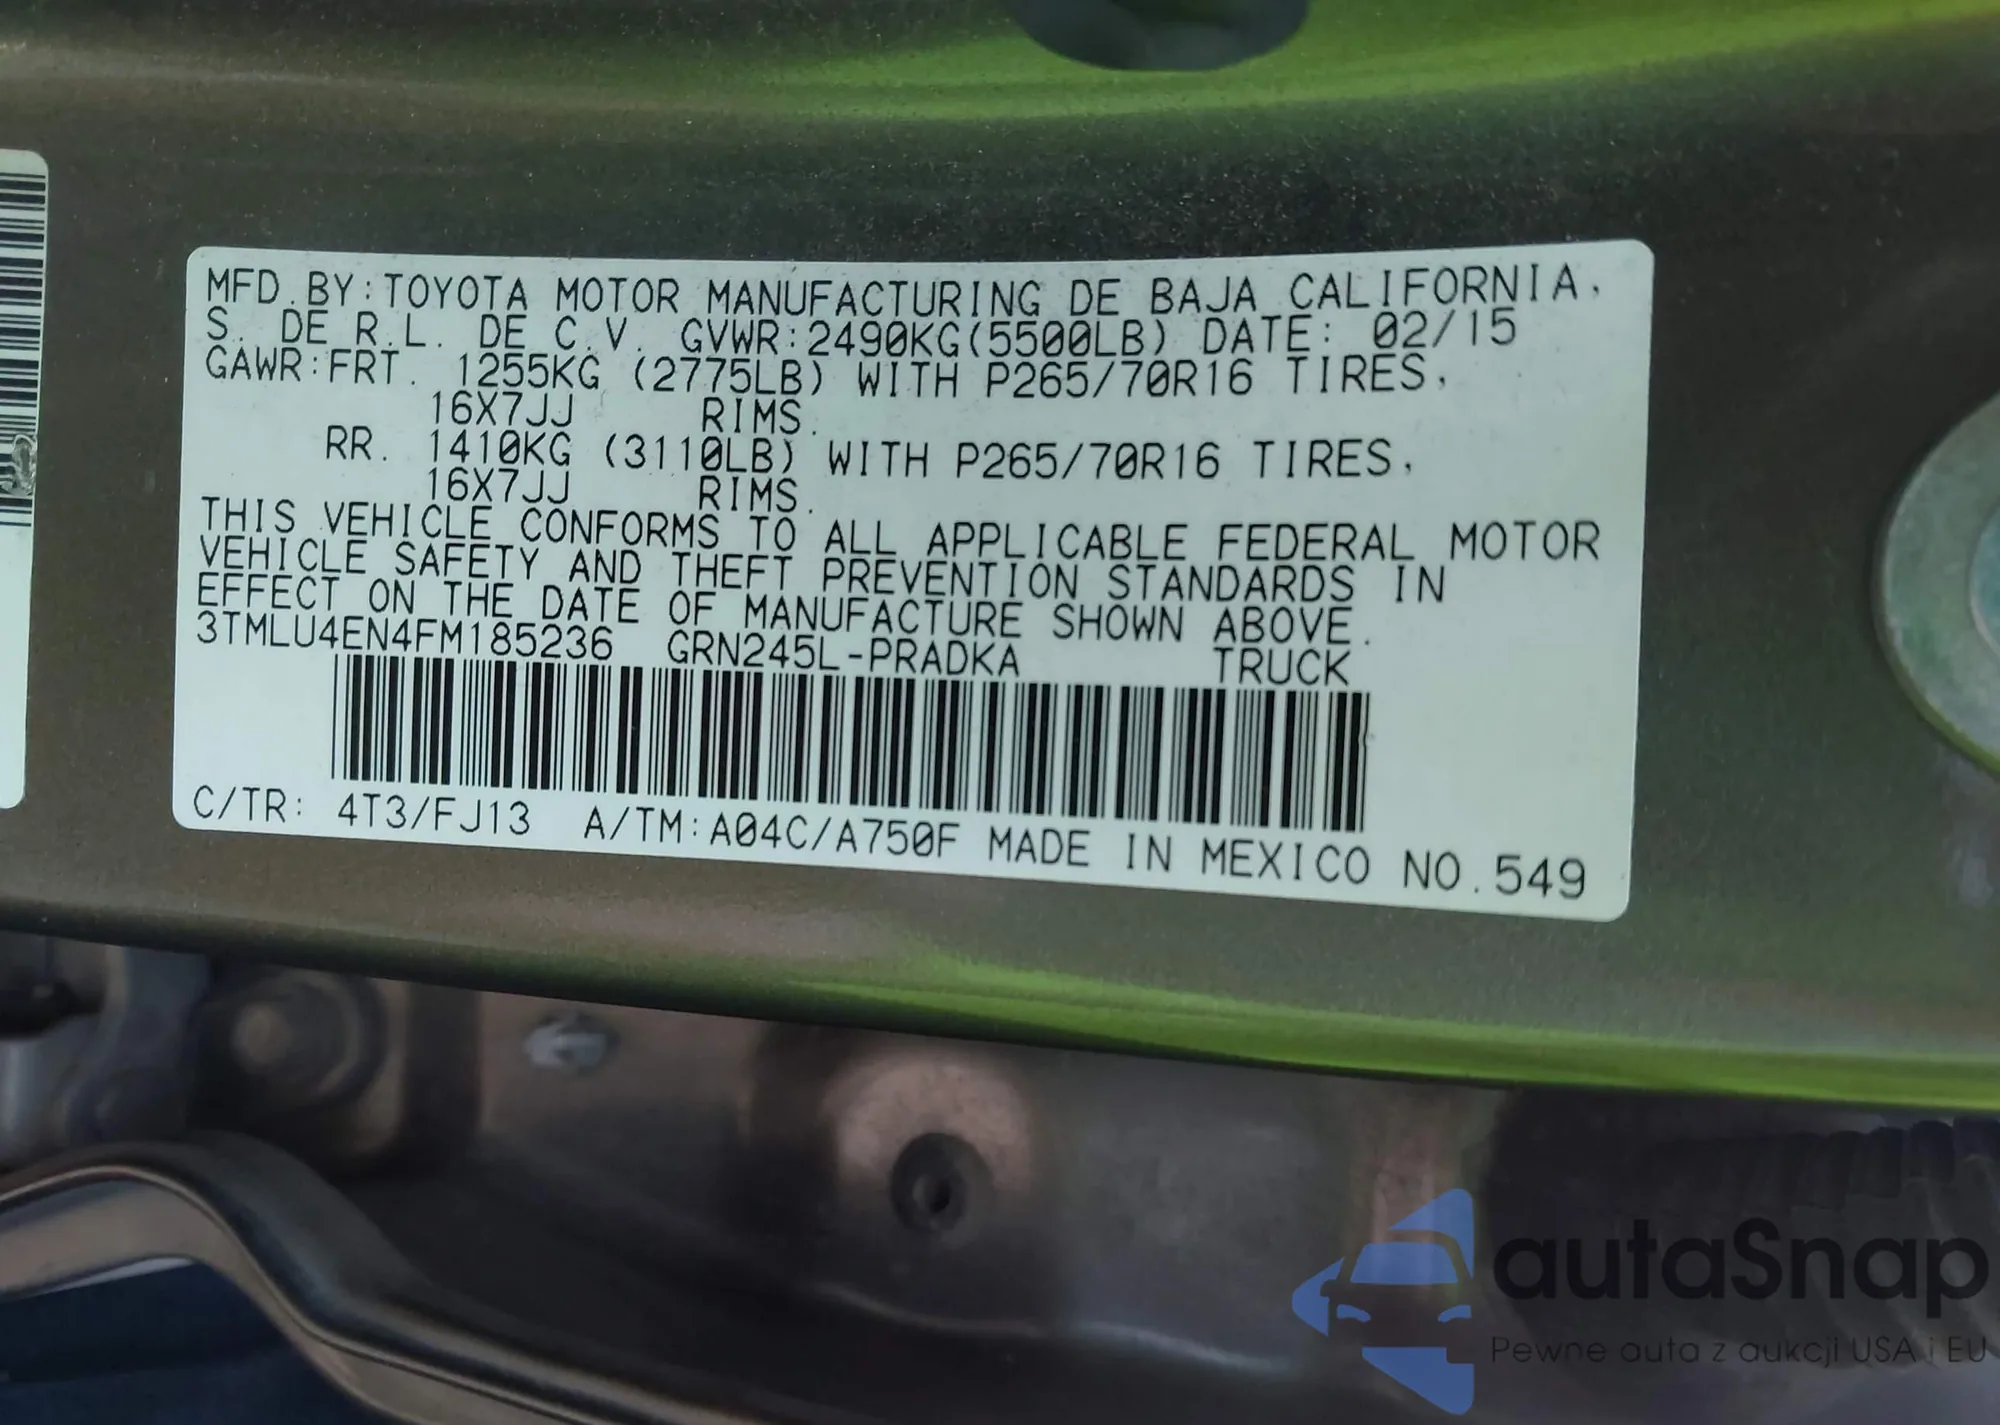 MFD.BY:TOYOTA MOTOR MANUFACTURING DE BAJA CALIFORNIA,
S. DE R.L. DE C.V. GVWR:2490KG(5500LB) DATE: 02/15
GAWR:FRT. 1255KG (2775LB) WITH P265/70R16 TIRES,
16X7JJ RIMS.
RR. 1410KG (3110LB) WITH P265/70R16 TIRES,
16X7JJ RIMS.
THIS VEHICLE CONFORMS TO ALL APPLICABLE FEDERAL MOTOR
VEHICLE SAFETY AND THEFT PREVENTION STANDARDS IN
EFFECT ON THE DATE OF MANUFACTURE SHOWN ABOVE.
3TMLU4EN4FM185236 GRN245L-PRADKA TRUCK
C/TR: 4T3/FJ13 A/TM:A04C/A750F MADE IN MEXICO NO.549
autaSnap
Pewne auta z aukcji USA i EU